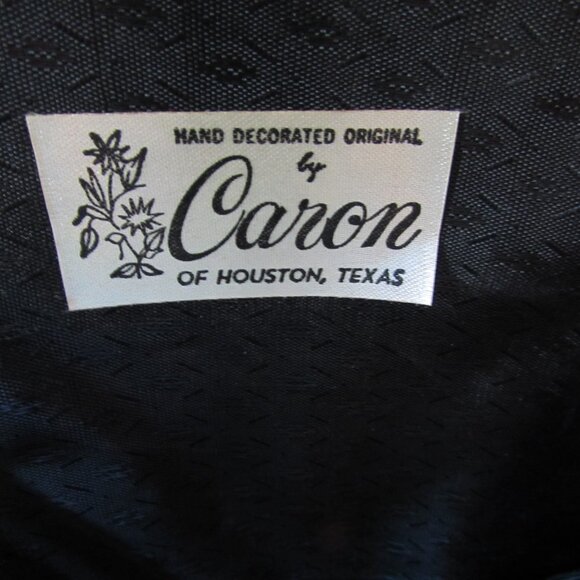 HAND DECORATED ORIGINAL
by
Caron
OF HOUSTON, TEXAS